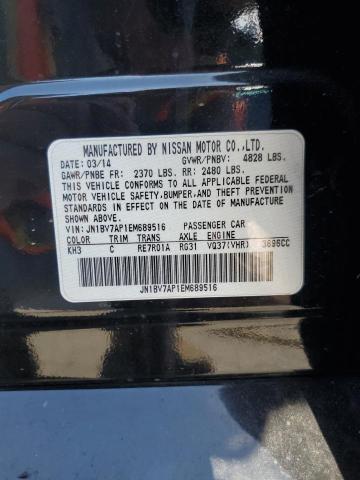 MANUFACTURED BY NISSAN MOTOR CO.,LTD.
DATE: 03/14 GVWR/PNBV: 4828 LBS.
GAWR/PNBE FR: 2370 LBS. RR: 2480 LBS.
THIS VEHICLE CONFORMS TO ALL APPLICABLE FEDERAL
MOTOR VEHICLE SAFETY,BUMPER,AND THEFT PREVENTION
STANDARDS IN EFFECT ON THE DATE OF MANUFACTURE
SHOWN ABOVE.
VIN: JN1BV7AP1EM689516 PASSENGER CAR
COLOR TRIM TRANS AXLE ENGINE
KH3 C RE7R01A RG31 VQ37(VHR) 3696CC
JN1BV7AP1EM689516